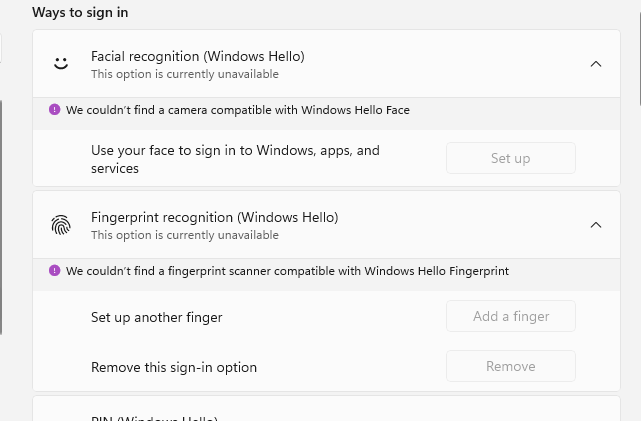 Ways to sign in
Facial recognition (Windows Hello)
This option is currently unavailable
We couldn't find a camera compatible with Windows Hello Face
Use your face to sign in to Windows, apps, and
services
Set up
Fingerprint recognition (Windows Hello)
This option is currently unavailable
We couldn't find a fingerprint scanner compatible with Windows Hello Fingerprint
Set up another finger
Add a finger
Remove this sign-in option
Remove
PIN (Windows Hello)